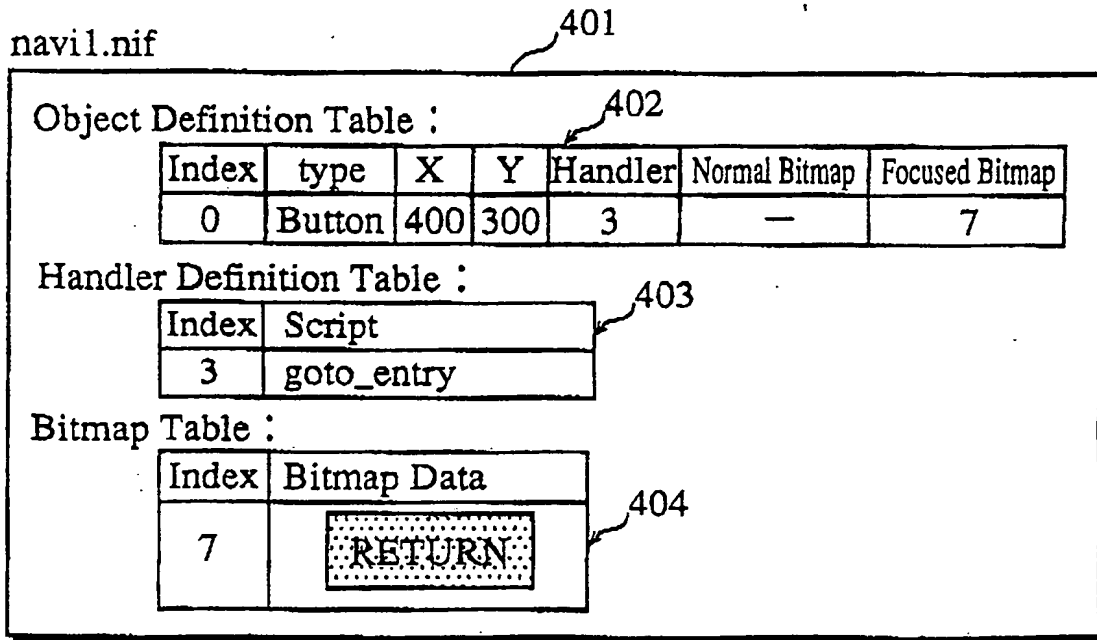 navi1.nif
401
Object Definition Table :
402
Index type X Y Handler Normal Bitmap Focused Bitmap
0 Button 400 300 3 — 7
Handler Definition Table :
403
Index Script
3 goto_entry
Bitmap Table :
Index Bitmap Data
404
7 RETURN